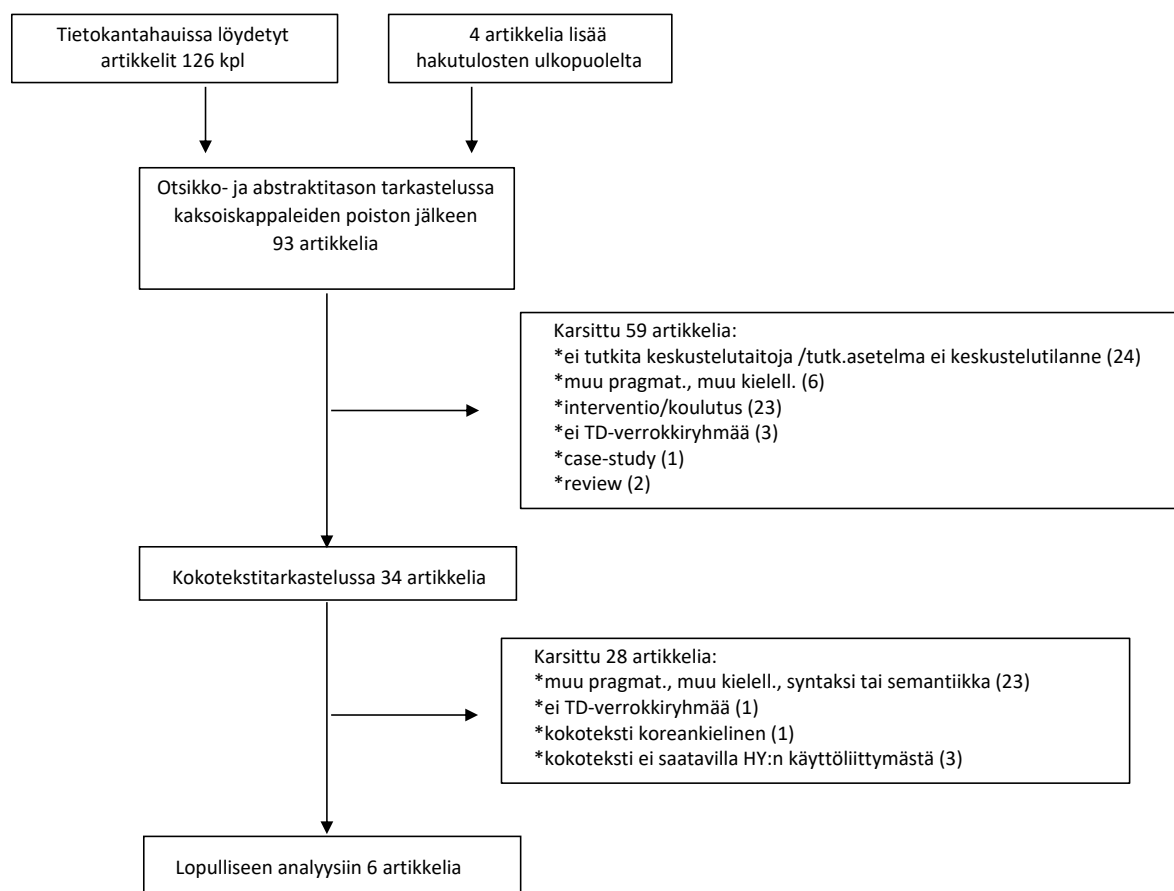 Tietokantahauissa löydetyt
artikkelit 126 kpl
4 artikkelia lisää
hakutulosten ulkopuolelta
Otsikko- ja abstraktitason tarkastelussa
kaksoiskappaleiden poiston jälkeen
93 artikkelia
Karsittu 59 artikkelia:
*ei tutkita keskustelutaitoja /tutk.asetelma ei keskustelutilanne (24)
*muu pragmat., muu kielell. (6)
*interventio/koulutus (23)
*ei TD-verrokkiryhmää (3)
*case-study (1)
*review (2)
Kokotekstitarkastelussa 34 artikkelia
Karsittu 28 artikkelia:
*muu pragmat., muu kielell., syntaksi tai semantiikka (23)
*ei TD-verrokkiryhmää (1)
*kokoteksti koreankielinen (1)
*kokoteksti ei saatavilla HY:n käyttöliittymästä (3)
Lopulliseen analyysiin 6 artikkelia